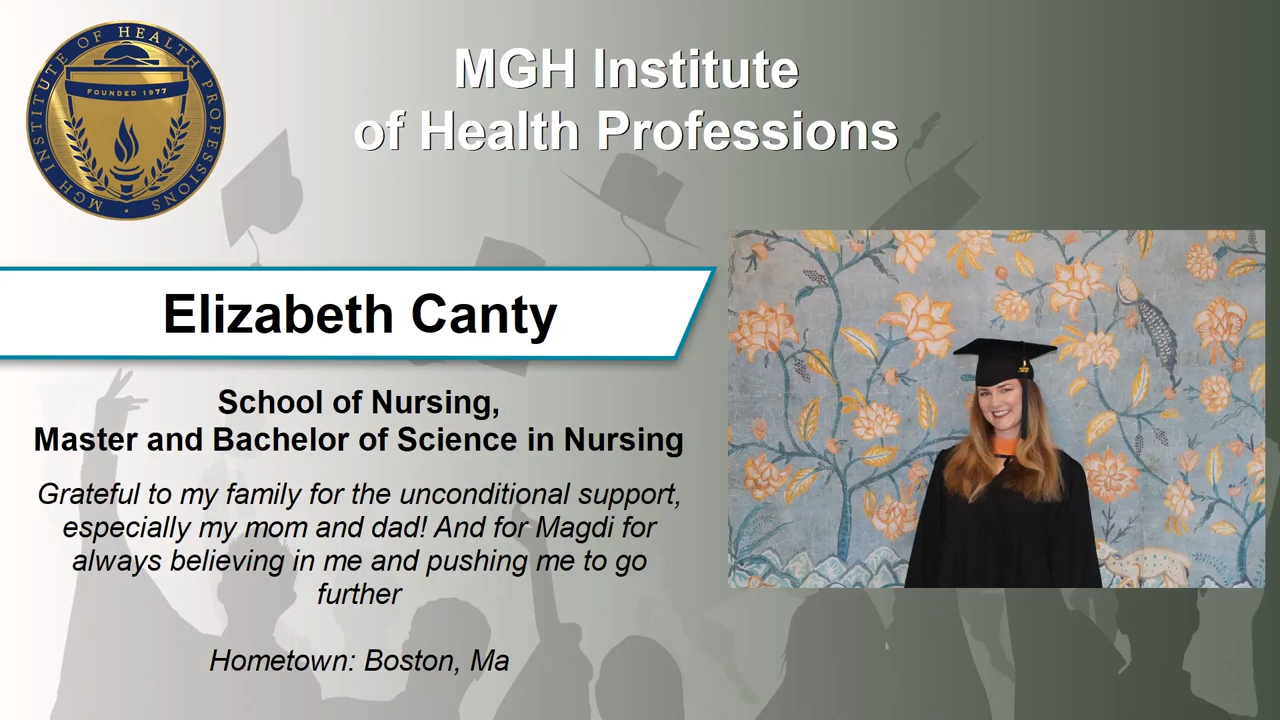 MGH INSTITUTE OF HEALTH PROFESSIONS
FOUNDED 1977
MGH Institute
of Health Professions
Elizabeth Canty
School of Nursing,
Master and Bachelor of Science in Nursing
Grateful to my family for the unconditional support,
especially my mom and dad! And for Magdi for
always believing in me and pushing me to go
further
Hometown: Boston, Ma